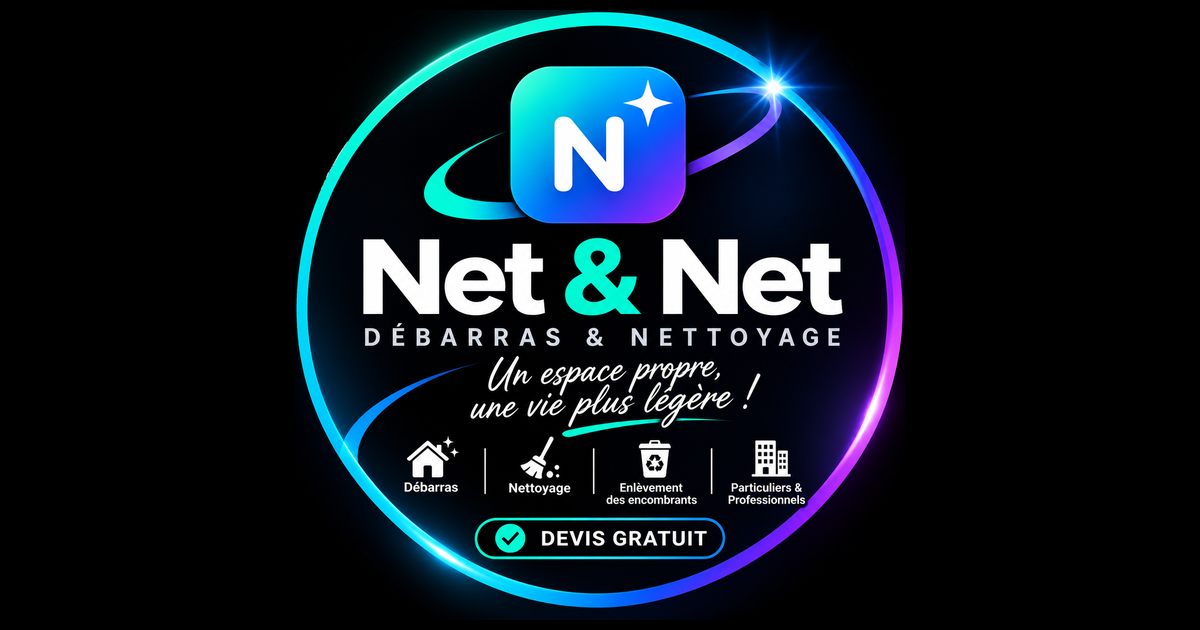 N
Net & Net
DÉBARRAS & NETTOYAGE
Un espace propre,
une vie plus légère !
Débarras
Nettoyage
Enlèvement
des encombrants
Particuliers &
Professionnels
DEVIS GRATUIT